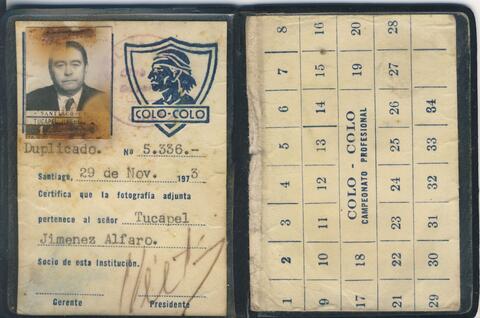 SANTIAGO
TUCAPEL
COLO-COLO
Duplicado. No 5.336.-
Santiago, 29 de Nov. 1973
Certifica que la fotografía adjunta
pertenece al señor Tucapel
Jimenez Alfaro.
Socio de esta Institución.
Gerente Presidente
1 2 3 4 5 6 7 8
9 10 11 12 13 14 15 16
17 18 COLO - COLO 19 20
CAMPEONATO PROFESIONAL
21 22 23 24 25 26 27 28
29 30 31 32 33 34